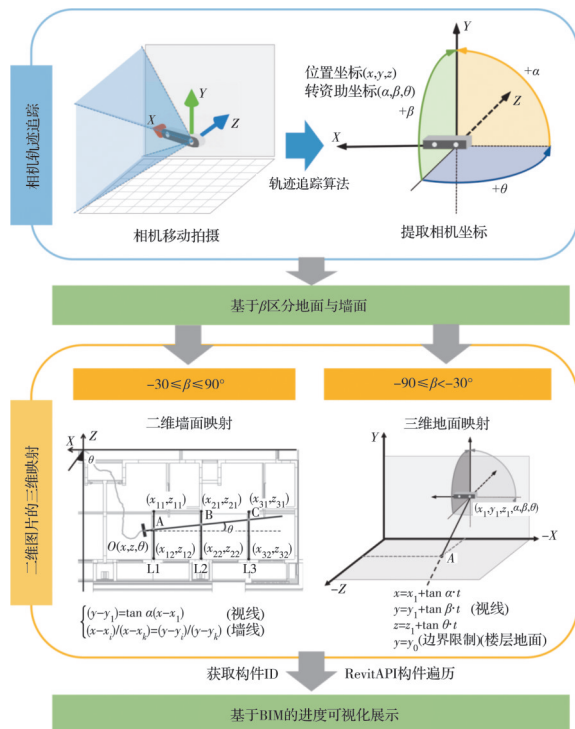 相机轨迹追踪
Y
X
Z
相机移动拍摄
轨迹追踪算法
位置坐标(x,y,z)
转资助坐标(α,β,θ)
+β
Y
+α
Z
X
+θ
提取相机坐标
基于β区分地面与墙面
二维图片的三维映射
-30≤β≤90°
二维墙面映射
X
Z
θ
(x11,z11)
(x21,z21)
(x31,z31)
A
B
C
θ
O(x,z,θ)
(x12,z12)
(x22,z22)
(x32,z32)
L1
L2
L3
(y-y1)=tan α(x-x1) (视线)
(x-xi)/(x-xk)=(y-yi)/(y-yk) (墙线)
-90≤β<-30°
三维地面映射
Y
(x1,y1,z1,α,β,θ)
-X
A
-Z
x=x1+tan α·t
y=y1+tan β·t (视线)
z=z1+tan θ·t
y=y0(边界限制)(楼层地面)
获取构件ID
RevitAPI构件遍历
基于BIM的进度可视化展示